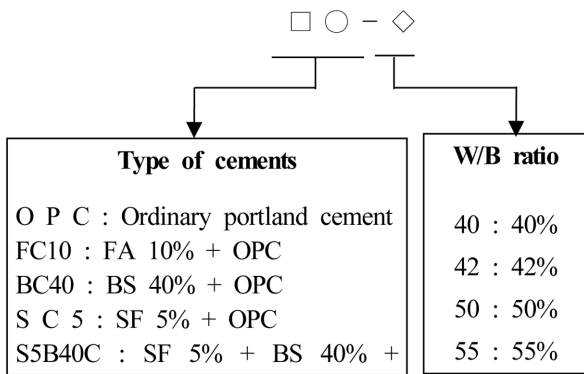 □ ○ - ◇
Type of cements
O P C : Ordinary portland cement
FC10 : FA 10% + OPC
BC40 : BS 40% + OPC
S C 5 : SF 5% + OPC
S5B40C : SF 5% + BS 40% +
W/B ratio
40 : 40%
42 : 42%
50 : 50%
55 : 55%